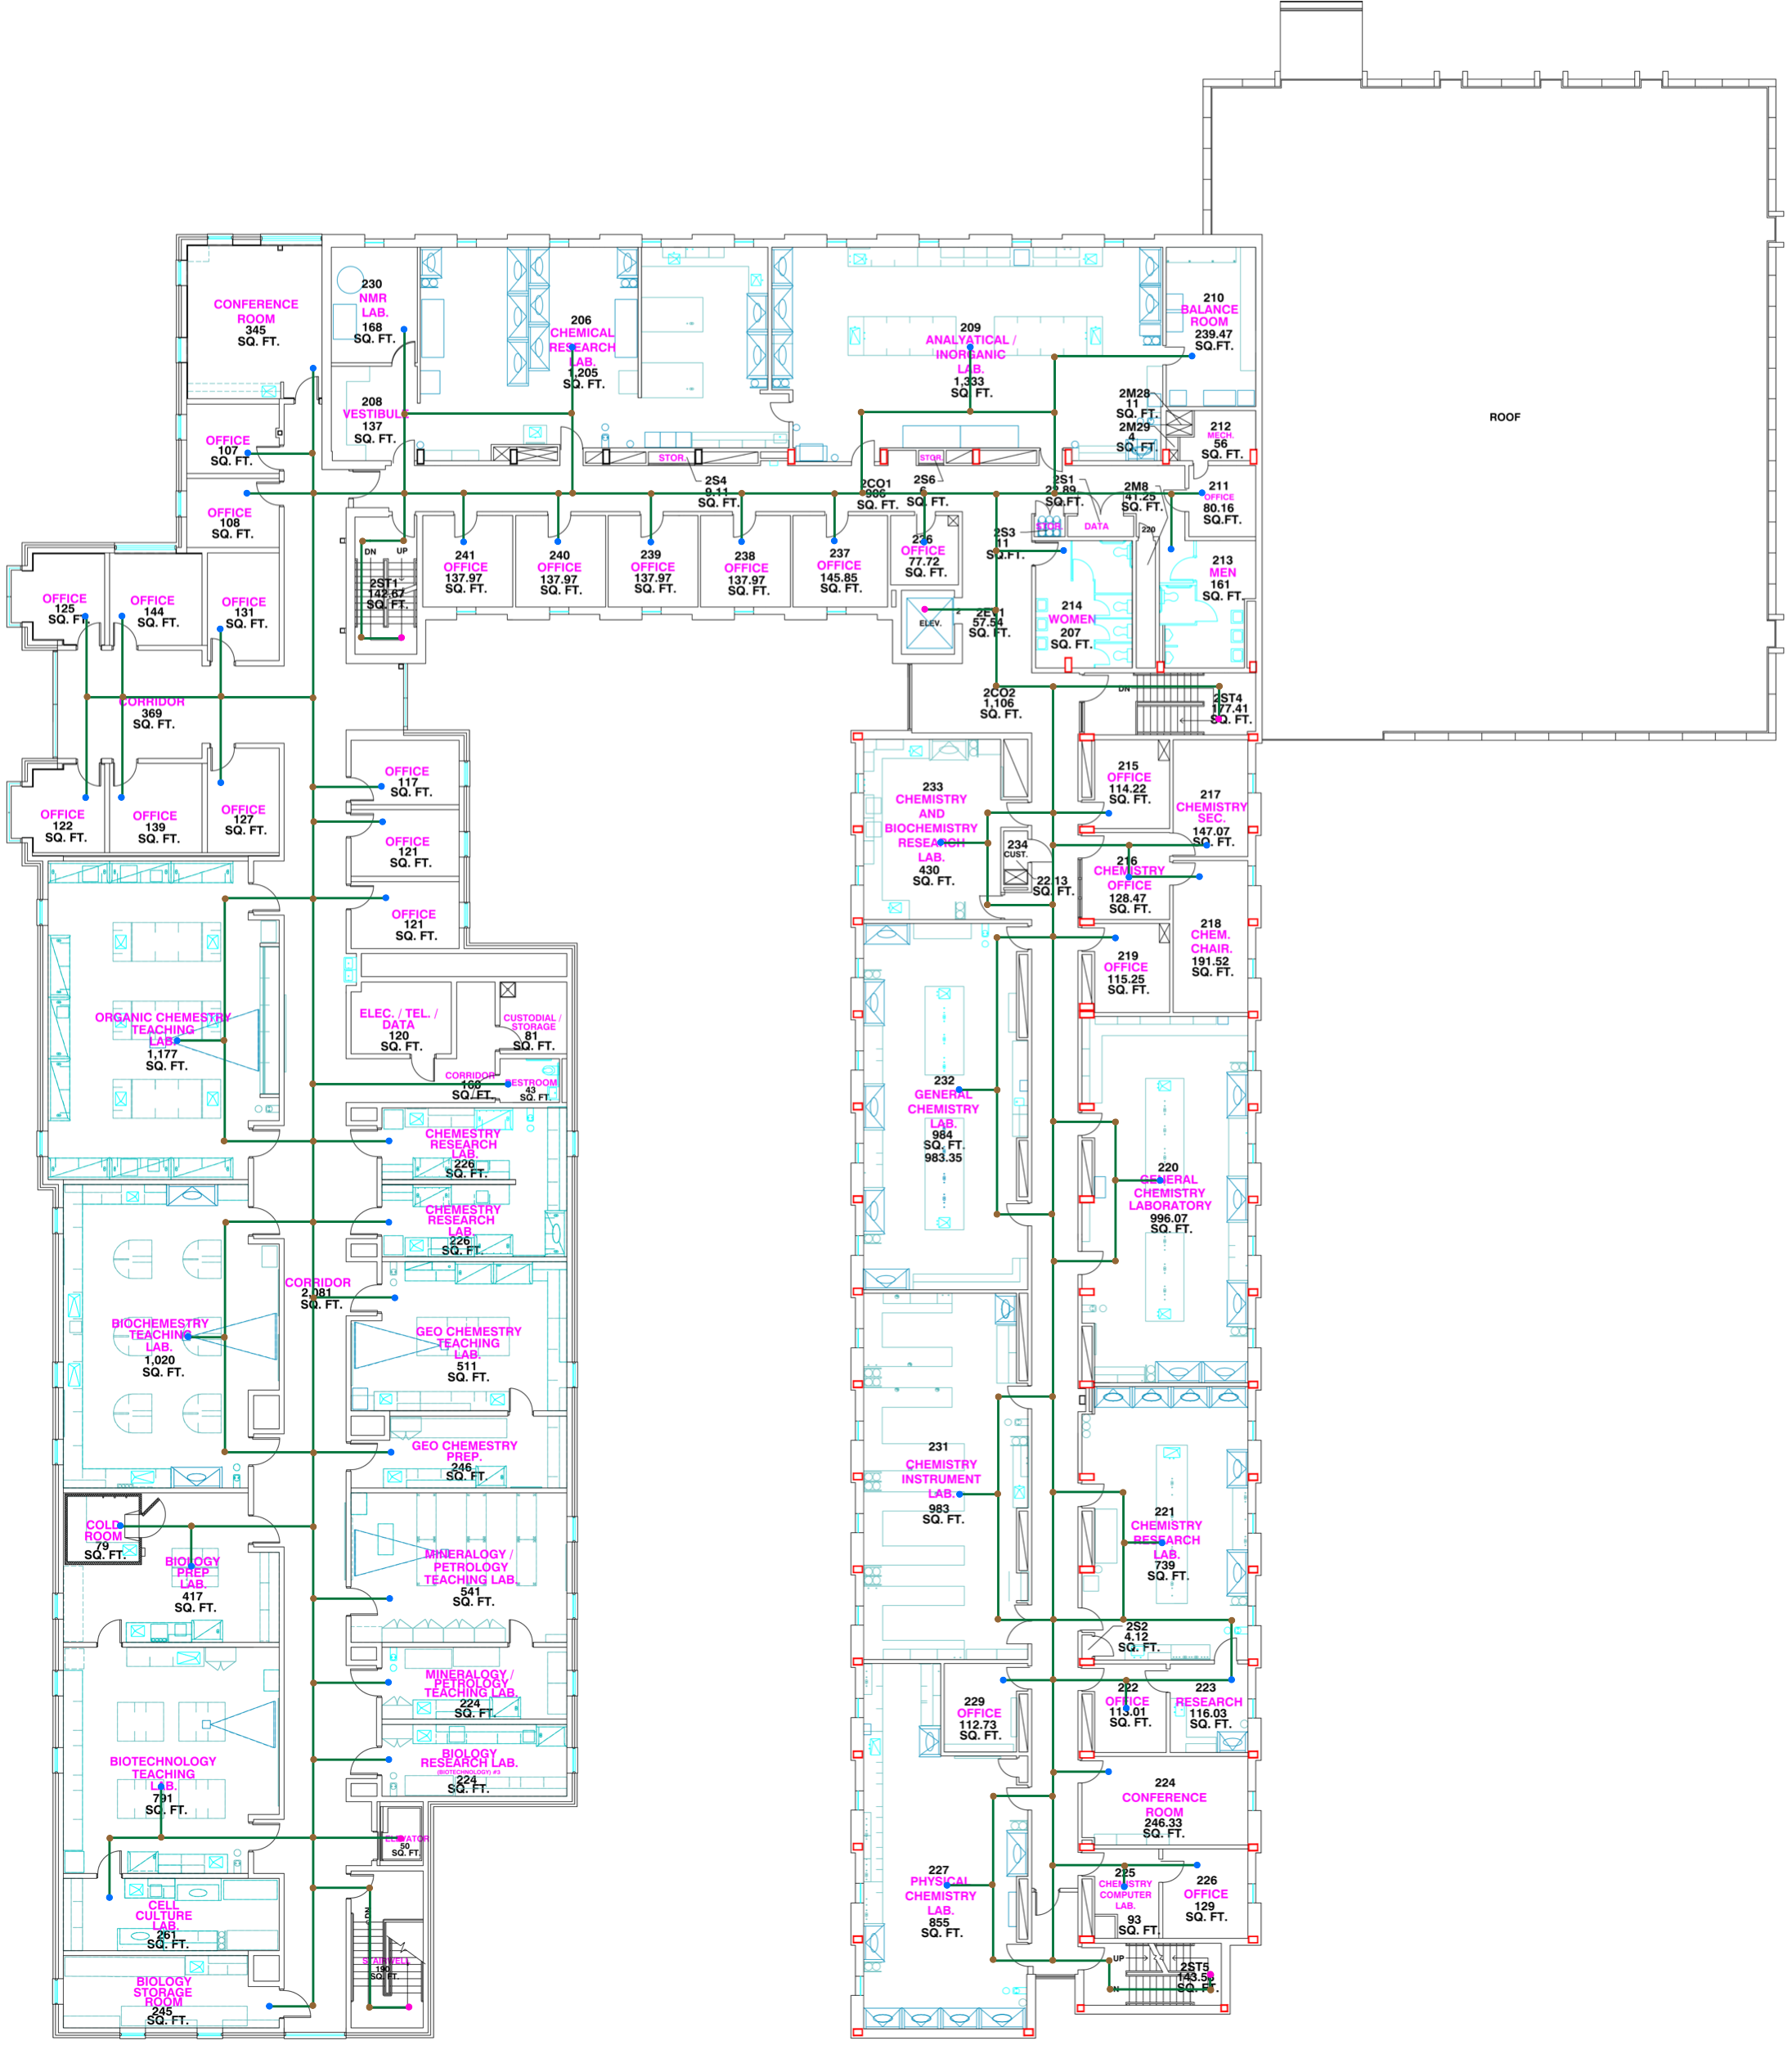 ROOF
CONFERENCE
ROOM
345
SQ. FT.
230
NMR
LAB.
168
SQ. FT.
206
CHEMICAL
RESEARCH
LAB.
1,205
SQ. FT.
209
ANALYATICAL /
INORGANIC
LAB.
1,333
SQ. FT.
210
BALANCE
ROOM
239.47
SQ.FT.
208
VESTIBULE
137
SQ. FT.
2M28
11
SQ. FT.
2M29
4
SQ. FT
212
MECH.
56
SQ. FT.
OFFICE
107
SQ. FT.
STOR.
2S4
9.11
SQ. FT.
STOR.
2S6
6
SQ. FT.
2CO1
906
SQ. FT.
2S1
22.89
SQ.FT.
2M8
41.25
SQ. FT.
211
OFFICE
80.16
SQ.FT.
OFFICE
108
SQ. FT.
STOR.
DATA
220
2S3
11
SQ.FT.
DN
UP
2ST1
142.67
SQ. FT.
241
OFFICE
137.97
SQ. FT.
240
OFFICE
137.97
SQ. FT.
239
OFFICE
137.97
SQ. FT.
238
OFFICE
137.97
SQ. FT.
237
OFFICE
145.85
SQ. FT.
226
OFFICE
77.72
SQ. FT.
213
MEN
161
SQ. FT.
214
WOMEN
207
SQ. FT.
ELEV.
2
2EV1
57.54
SQ. FT.
OFFICE
125
SQ. FT.
OFFICE
144
SQ. FT.
OFFICE
131
SQ. FT.
CORRIDOR
369
SQ. FT.
2CO2
1,106
SQ. FT.
DN
2ST4
177.41
SQ. FT.
OFFICE
122
SQ. FT.
OFFICE
139
SQ. FT.
OFFICE
127
SQ. FT.
OFFICE
117
SQ. FT.
OFFICE
121
SQ. FT.
OFFICE
121
SQ. FT.
233
CHEMISTRY
AND
BIOCHEMISTRY
RESEARCH
LAB.
430
SQ. FT.
234
CUST.
22.13
SQ. FT.
215
OFFICE
114.22
SQ. FT.
217
CHEMISTRY
SEC.
147.07
SQ. FT.
216
CHEMISTRY
OFFICE
128.47
SQ. FT.
218
CHEM.
CHAIR.
191.52
SQ. FT.
219
OFFICE
115.25
SQ. FT.
ORGANIC CHEMESTRY
TEACHING
LAB.
1,177
SQ. FT.
ELEC. / TEL. /
DATA
120
SQ. FT.
CUSTODIAL /
STORAGE
81
SQ. FT.
CORRIDOR
160
SQ. FT.
RESTROOM
43
SQ. FT.
CHEMESTRY
RESEARCH
LAB.
226
SQ. FT.
CHEMESTRY
RESEARCH
LAB.
226
SQ. FT.
232
GENERAL
CHEMISTRY
LAB.
984
SQ. FT.
983.35
220
GENERAL
CHEMISTRY
LABORATORY
996.07
SQ. FT.
CORRIDOR
2,081
SQ. FT.
BIOCHEMESTRY
TEACHING
LAB.
1,020
SQ. FT.
GEO CHEMESTRY
TEACHING
LAB.
511
SQ. FT.
GEO CHEMESTRY
PREP.
246
SQ. FT.
231
CHEMISTRY
INSTRUMENT
LAB.
983
SQ. FT.
221
CHEMISTRY
RESEARCH
LAB.
739
SQ. FT.
COLD
ROOM
79
SQ. FT.
BIOLOGY
PREP
LAB.
417
SQ. FT.
MINERALOGY /
PETROLOGY
TEACHING LAB.
541
SQ. FT.
2S2
4.12
SQ. FT.
MINERALOGY /
PETROLOGY
TEACHING LAB.
224
SQ. FT
229
OFFICE
112.73
SQ. FT.
222
OFFICE
113.01
SQ. FT.
223
RESEARCH
116.03
SQ. FT.
BIOTECHNOLOGY
TEACHING
LAB.
791
SQ. FT.
BIOLOGY
RESEARCH LAB.
(BIOTECHNOLOGY) #3
224
SQ. FT.
224
CONFERENCE
ROOM
246.33
SQ. FT.
ELEVATOR
50
SQ. FT.
227
PHYSICAL
CHEMISTRY
LAB.
855
SQ. FT.
225
CHEMISTRY
COMPUTER
LAB.
93
SQ. FT.
226
OFFICE
129
SQ. FT.
CELL
CULTURE
LAB.
261
SQ. FT.
DN
STAIRWELL
190
SQ. FT.
BIOLOGY
STORAGE
ROOM
245
SQ. FT.
UP
2ST5
SQ. FT.